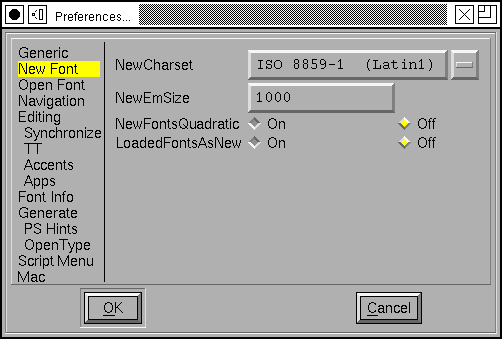 Preferences...
Generic
New Font
Open Font
Navigation
Editing
Synchronize
TT
Accents
Apps
Font Info
Generate
PS Hints
OpenType
Script Menu
Mac
NewCharset ISO 8859-1 (Latin1)
NewEmSize 1000
NewFontsQuadratic On Off
LoadedFontsAsNew On Off
OK Cancel